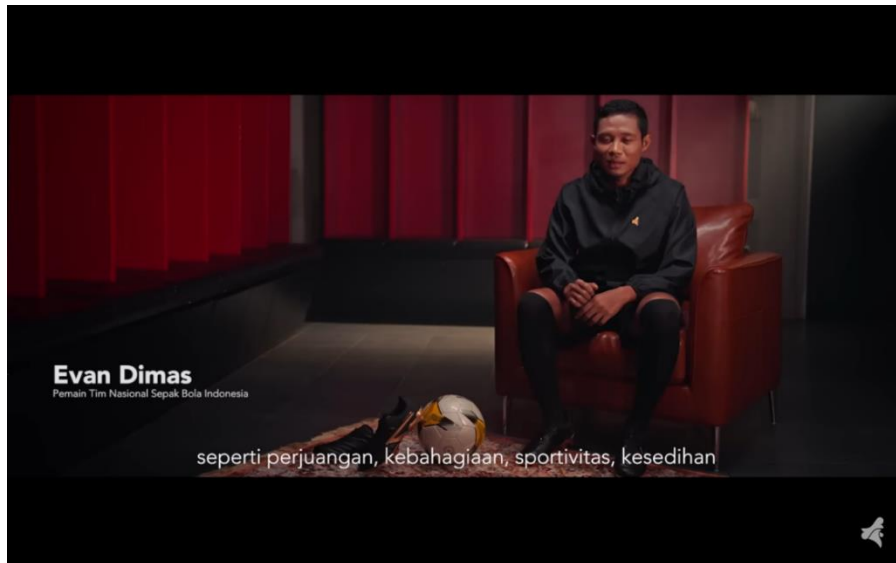 Evan Dimas
Pemain Tim Nasional Sepak Bola Indonesia
seperti perjuangan, kebahagiaan, sportivitas, kesedihan